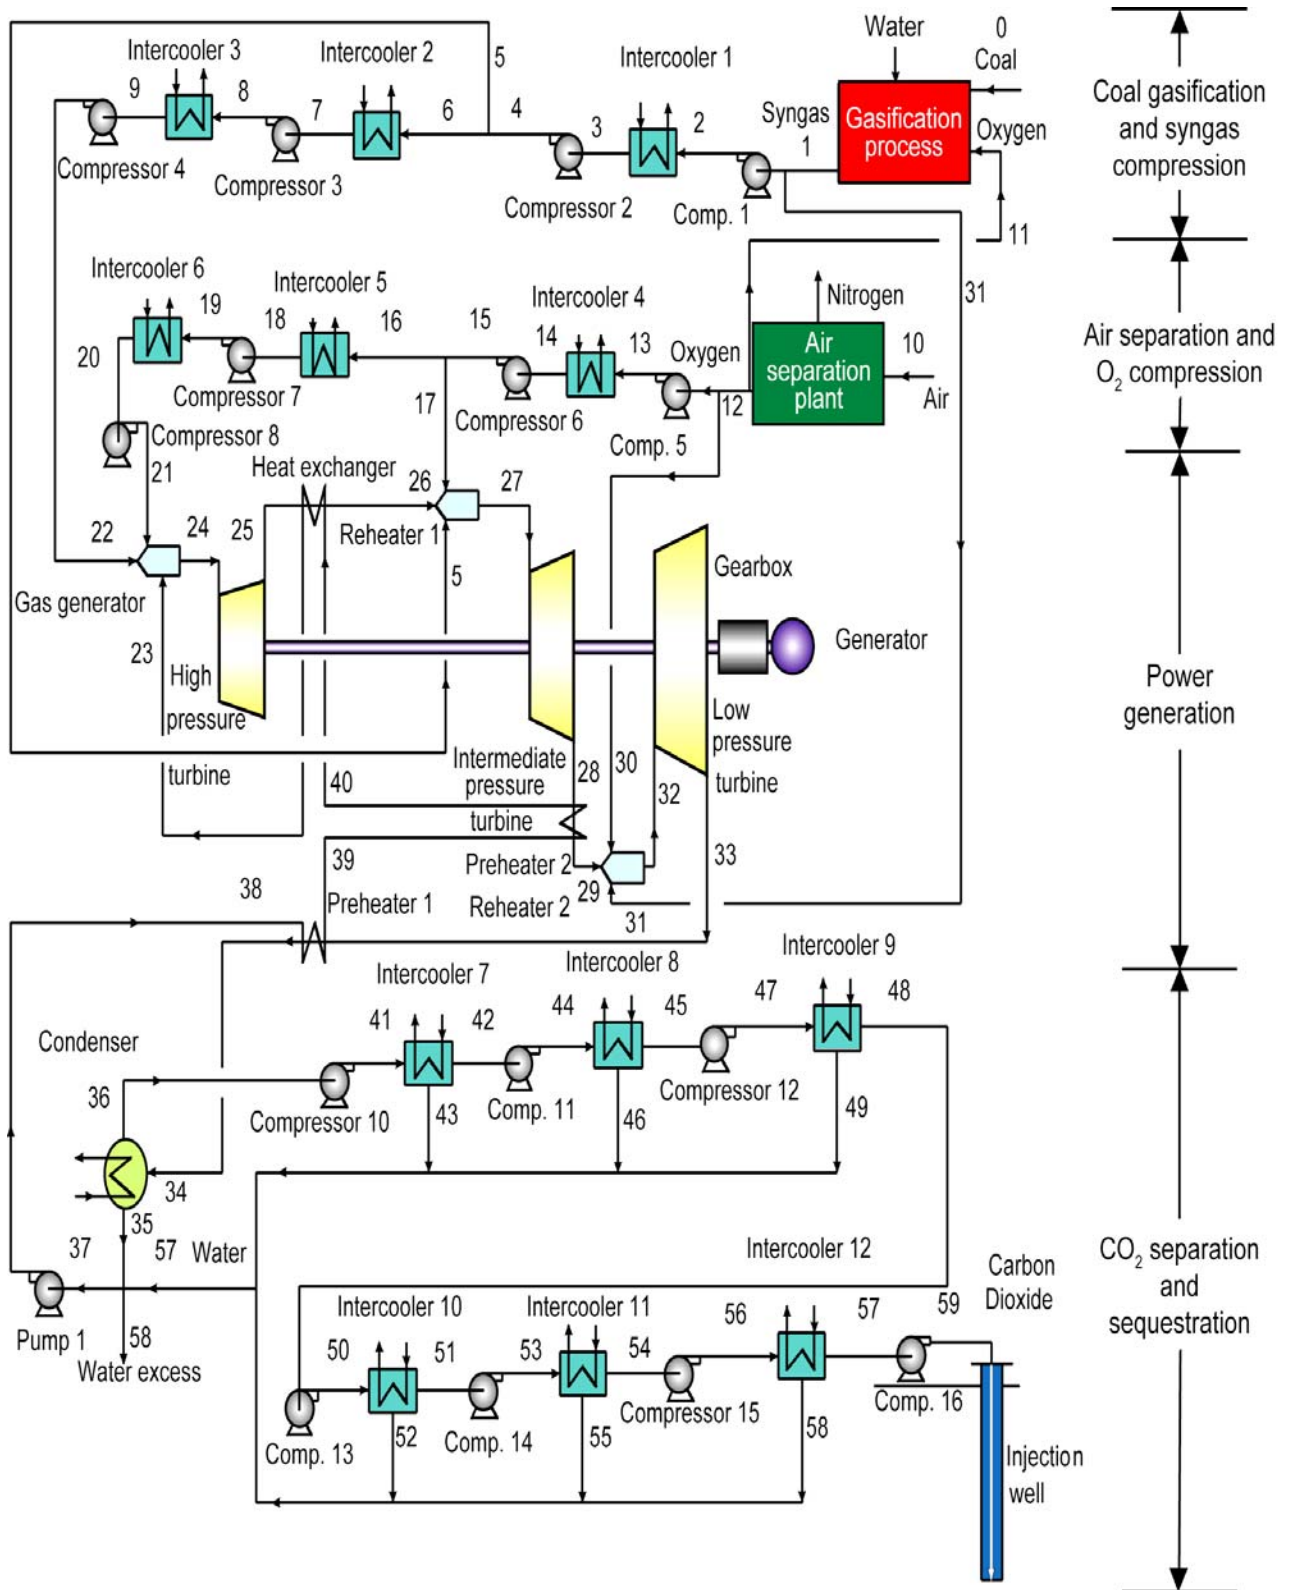 Water
0
Coal
Intercooler 3
Intercooler 2
Intercooler 1
5
9
8
7
6
4
3
2
Syngas
1
Gasification
process
Oxygen
Compressor 4
Compressor 3
Compressor 2
Comp. 1
11
Coal gasification
and syngas
compression
Intercooler 6
Intercooler 5
Intercooler 4
Nitrogen
31
20
19
18
16
15
14
13
Oxygen
12
Air
separation
plant
10
Air
Compressor 7
Compressor 6
Comp. 5
17
Compressor 8
21
Air separation and
O2 compression
Heat exchanger
22
24
25
26
27
Reheater 1
5
Gas generator
23
High
pressure
turbine
Gearbox
Generator
Low
pressure
turbine
Intermediate
pressure
turbine
28
30
32
33
40
39
Preheater 2
29
Reheater 2
31
38
Preheater 1
Power
generation
Intercooler 7
Intercooler 8
Intercooler 9
41
42
44
45
47
48
Condenser
36
Compressor 10
43
Comp. 11
46
Compressor 12
49
34
35
37
57
Water
Pump 1
58
Water excess
Intercooler 12
Intercooler 10
Intercooler 11
50
51
53
54
56
57
59
Carbon
Dioxide
Comp. 13
52
Comp. 14
55
Compressor 15
58
Comp. 16
Injection
well
CO2 separation
and
sequestration